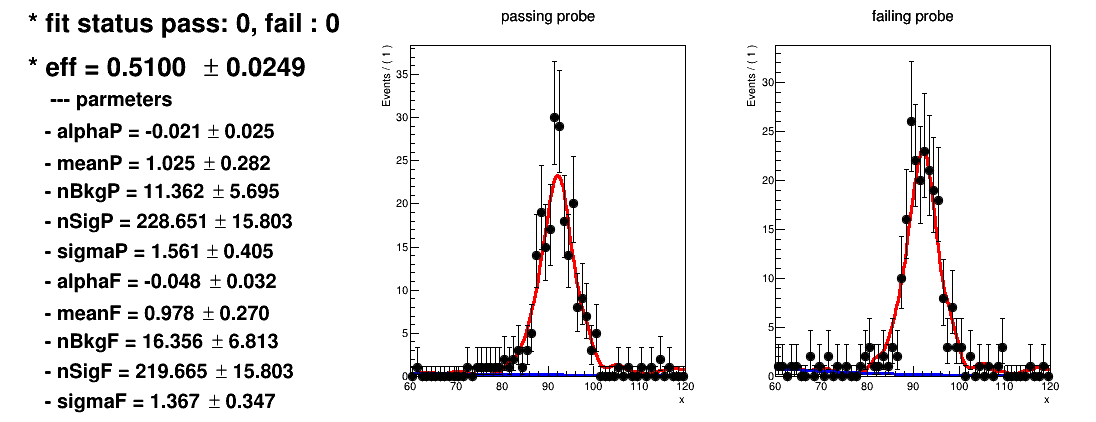 * fit status pass: 0, fail : 0
* eff = 0.5100 ± 0.0249
--- parmeters
- alphaP = -0.021 ± 0.025
- meanP = 1.025 ± 0.282
- nBkgP = 11.362 ± 5.695
- nSigP = 228.651 ± 15.803
- sigmaP = 1.561 ± 0.405
- alphaF = -0.048 ± 0.032
- meanF = 0.978 ± 0.270
- nBkgF = 16.356 ± 6.813
- nSigF = 219.665 ± 15.803
- sigmaF = 1.367 ± 0.347
passing probe
Events / ( 1 )
35
30
25
20
15
10
5
0
60 70 80 90 100 110 120
x
failing probe
Events / ( 1 )
30
25
20
15
10
5
0
60 70 80 90 100 110 120
x